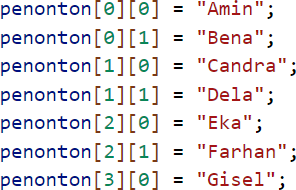 penonton[0][0] = "Amin";
penonton[0][1] = "Bena";
penonton[1][0] = "Candra";
penonton[1][1] = "Dela";
penonton[2][0] = "Eka";
penonton[2][1] = "Farhan";
penonton[3][0] = "Gisel";